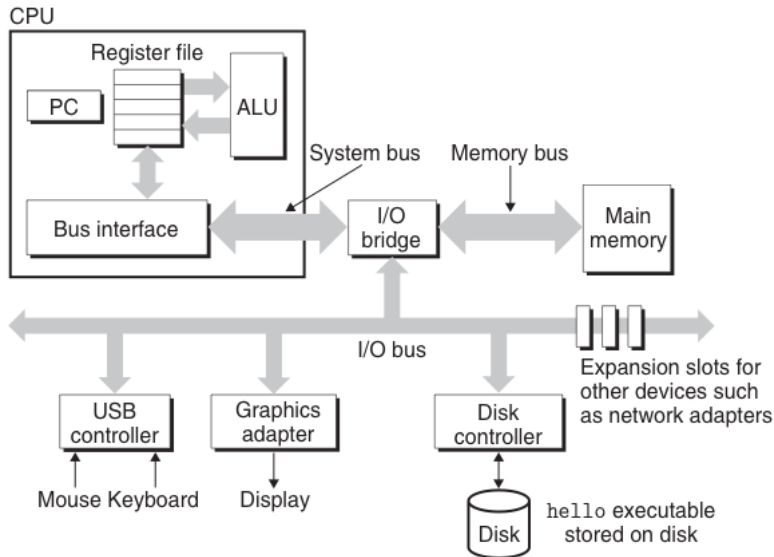 CPU
Register file
PC
ALU
System bus
Memory bus
Bus interface
I/O
bridge
Main
memory
I/O bus
Expansion slots for
other devices such
as network adapters
USB
controller
Graphics
adapter
Disk
controller
Mouse Keyboard
Display
Disk
hello executable
stored on disk